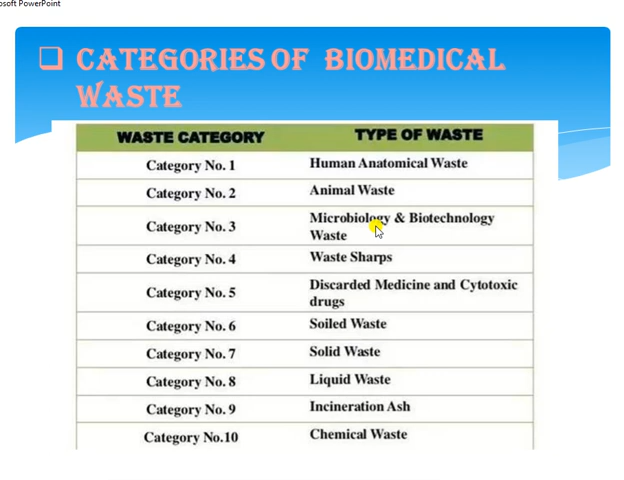 osoft PowerPoint
❑ CATEGORIES OF BIOMEDICAL
WASTE
WASTE CATEGORY TYPE OF WASTE
Category No. 1 Human Anatomical Waste
Category No. 2 Animal Waste
Category No. 3 Microbiology & Biotechnology
Waste
Category No. 4 Waste Sharps
Category No. 5 Discarded Medicine and Cytotoxic
drugs
Category No. 6 Soiled Waste
Category No. 7 Solid Waste
Category No. 8 Liquid Waste
Category No. 9 Incineration Ash
Category No.10 Chemical Waste